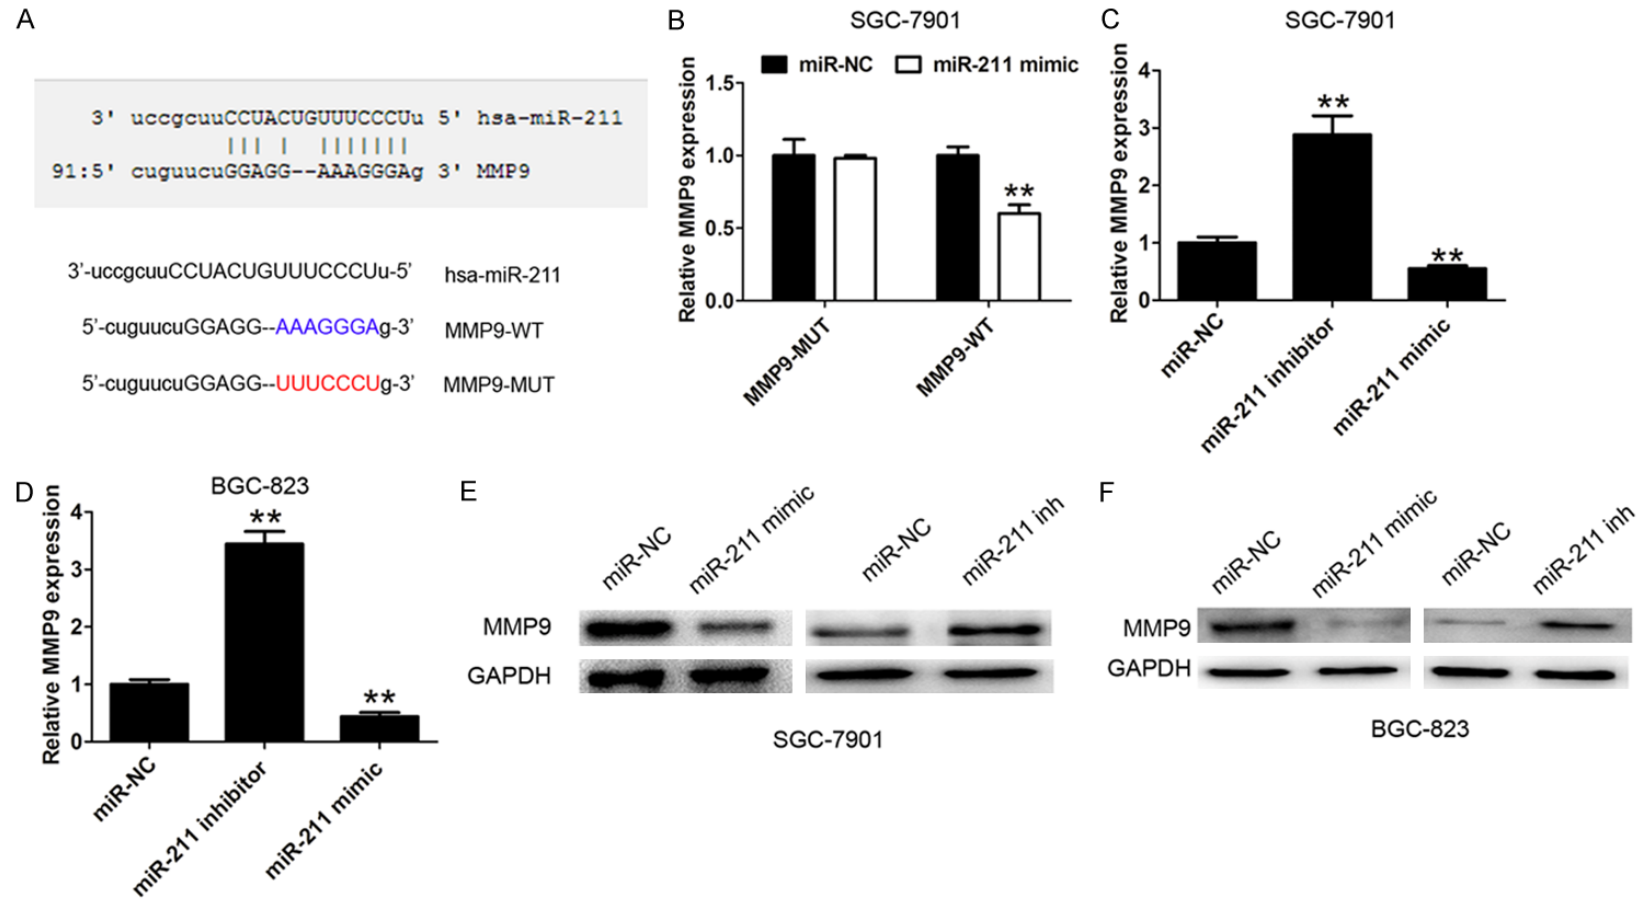 A
3' uccgcuuCCUACUGUUUCCCUu 5' hsa-miR-211
||| | |||||||
91:5' cuguucuGGAGG--AAAGGGAg 3' MMP9
3’-uccgcuuCCUACUGUUUCCCUu-5’ hsa-miR-211
5’-cuguucuGGAGG--AAAGGGAg-3’ MMP9-WT
5’-cuguucuGGAGG--UUUCCCUg-3’ MMP9-MUT
B
SGC-7901
miR-NC miR-211 mimic
Relative MMP9 expression
1.5
1.0
0.5
0.0
**
MMP9-MUT MMP9-WT
C
SGC-7901
Relative MMP9 expression
4
3
2
1
0
** **
miR-NC miR-211 inhibitor miR-211 mimic
D
BGC-823
Relative MMP9 expression
4
3
2
1
0
** **
miR-NC miR-211 inhibitor miR-211 mimic
E
miR-NC miR-211 mimic miR-NC miR-211 inh
MMP9
GAPDH
SGC-7901
F
miR-NC miR-211 mimic miR-NC miR-211 inh
MMP9
GAPDH
BGC-823